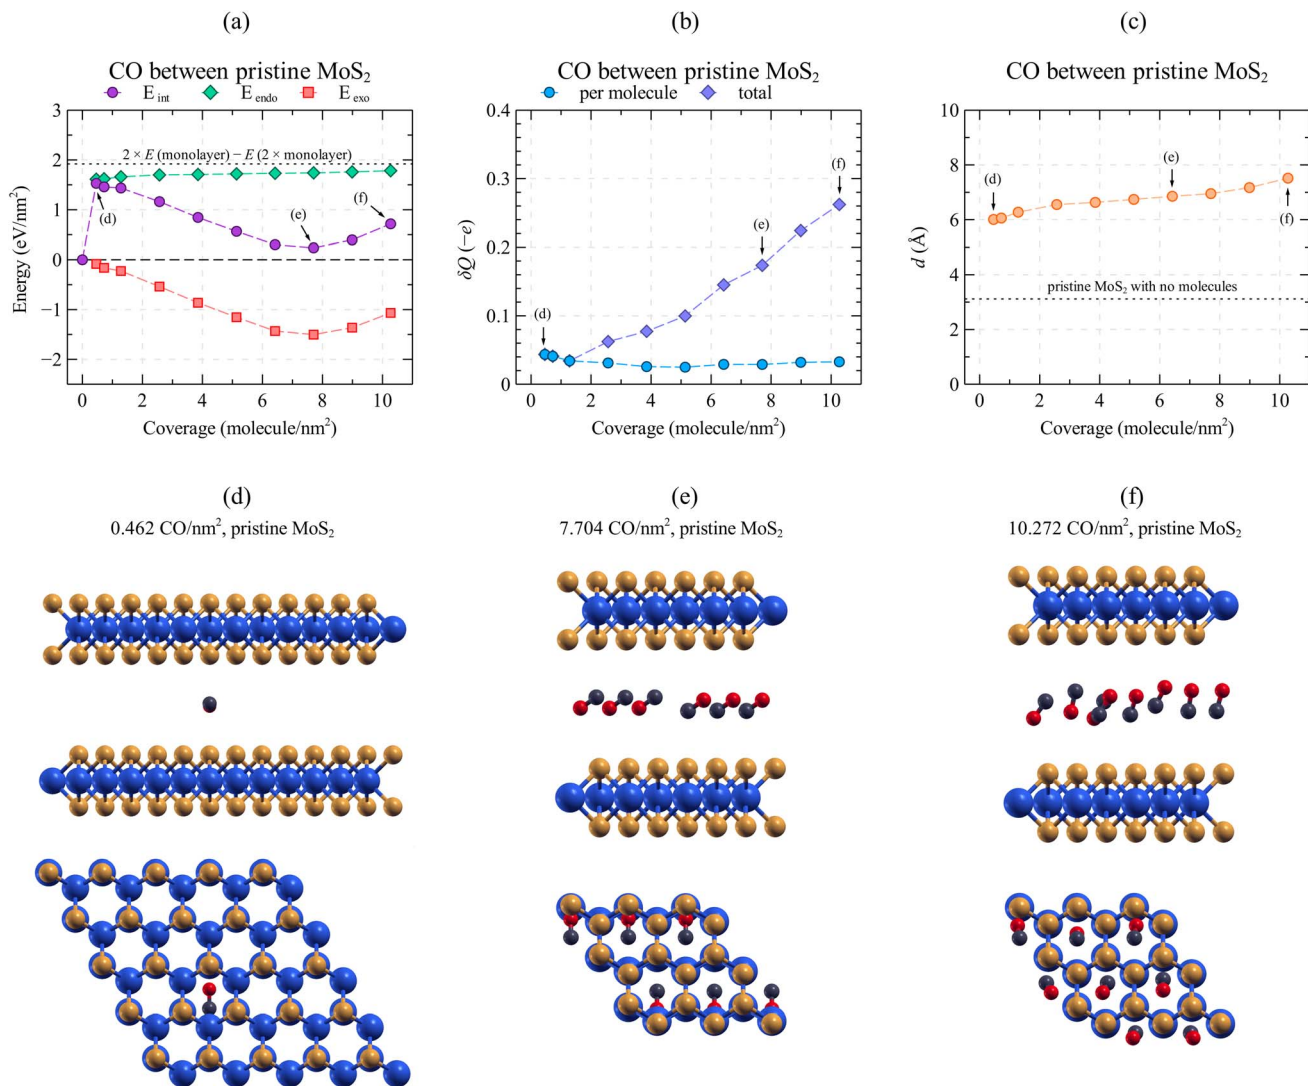 (a)
CO between pristine MoS₂
E int E endo E exo
2 × E (monolayer) − E (2 × monolayer)
3
2
1
0
−1
−2
Energy (eV/nm²)
(d)
(e)
(f)
0 2 4 6 8 10
Coverage (molecule/nm²)
(b)
CO between pristine MoS₂
per molecule total
0.4
0.3
0.2
0.1
0
δQ (−e)
(d)
(e)
(f)
0 2 4 6 8 10
Coverage (molecule/nm²)
(c)
CO between pristine MoS₂
10
8
6
4
2
0
d (Å)
(d)
(e)
(f)
pristine MoS₂ with no molecules
0 2 4 6 8 10
Coverage (molecule/nm²)
(d)
0.462 CO/nm², pristine MoS₂
(e)
7.704 CO/nm², pristine MoS₂
(f)
10.272 CO/nm², pristine MoS₂